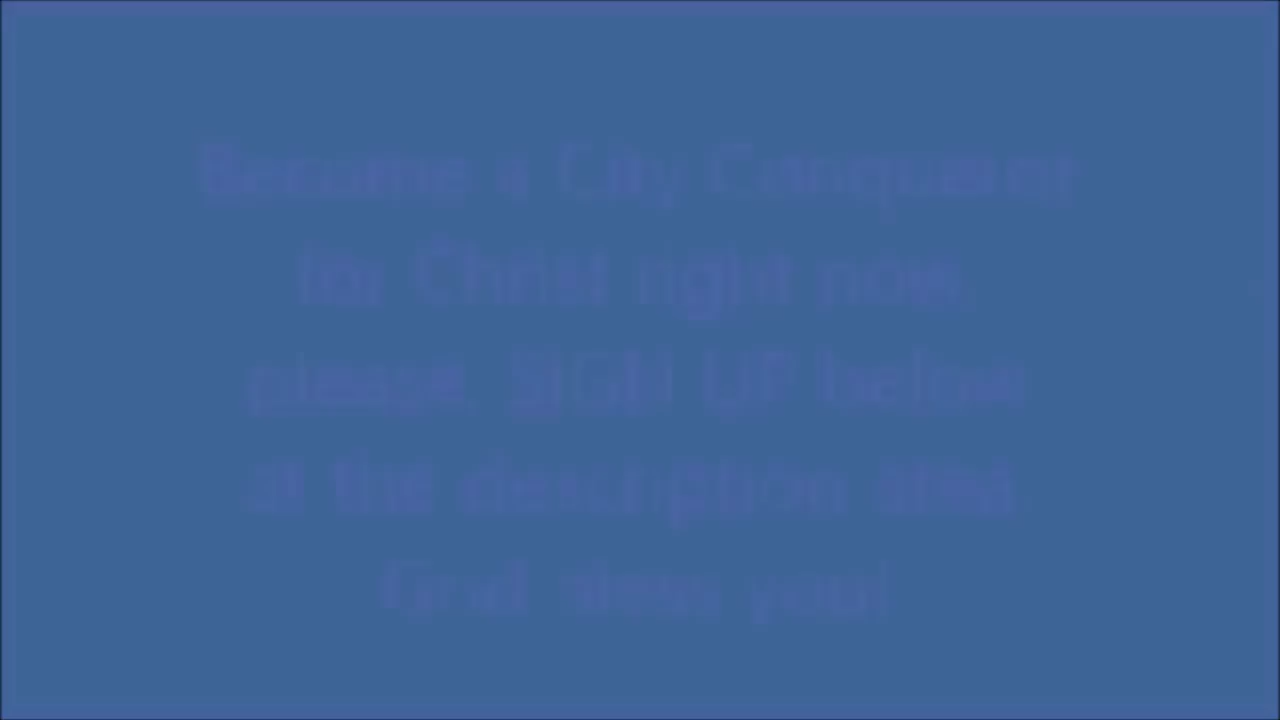 Become a City Conqueror
for Christ right now,
please, SIGN UP below
at the description area
God bless you!